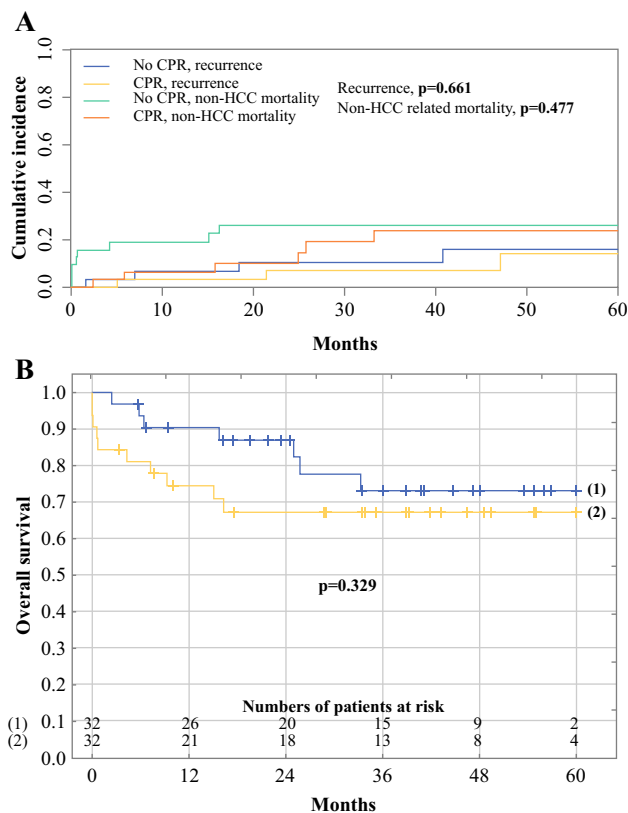 A
No CPR, recurrence
CPR, recurrence
No CPR, non-HCC mortality
CPR, non-HCC mortality
Recurrence, p=0.661
Non-HCC related mortality, p=0.477
Cumulative incidence
1.0
0.8
0.6
0.4
0.2
0.0
0 10 20 30 40 50 60
Months
B
Overall survival
1.0
0.9
0.8
0.7
0.6
0.5
0.4
0.3
0.2
0.1
0.0
(1)
(2)
p=0.329
Numbers of patients at risk
(1) 32 26 20 15 9 2
(2) 32 21 18 13 8 4
0 12 24 36 48 60
Months